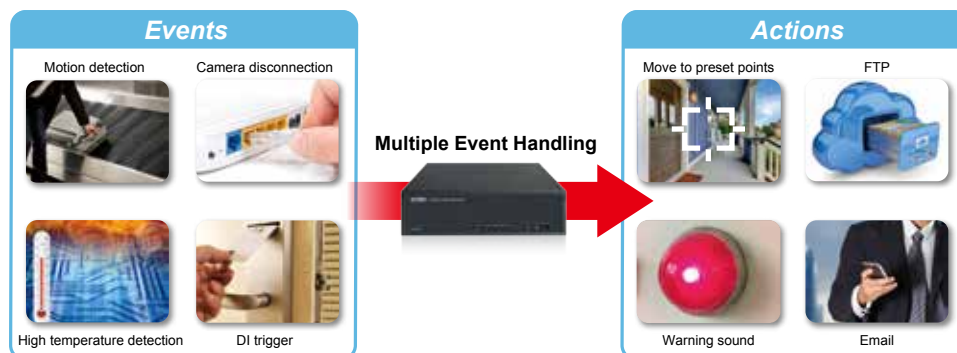 Events
Motion detection
Camera disconnection
High temperature detection
DI trigger
Multiple Event Handling
Actions
Move to preset points
FTP
Warning sound
Email